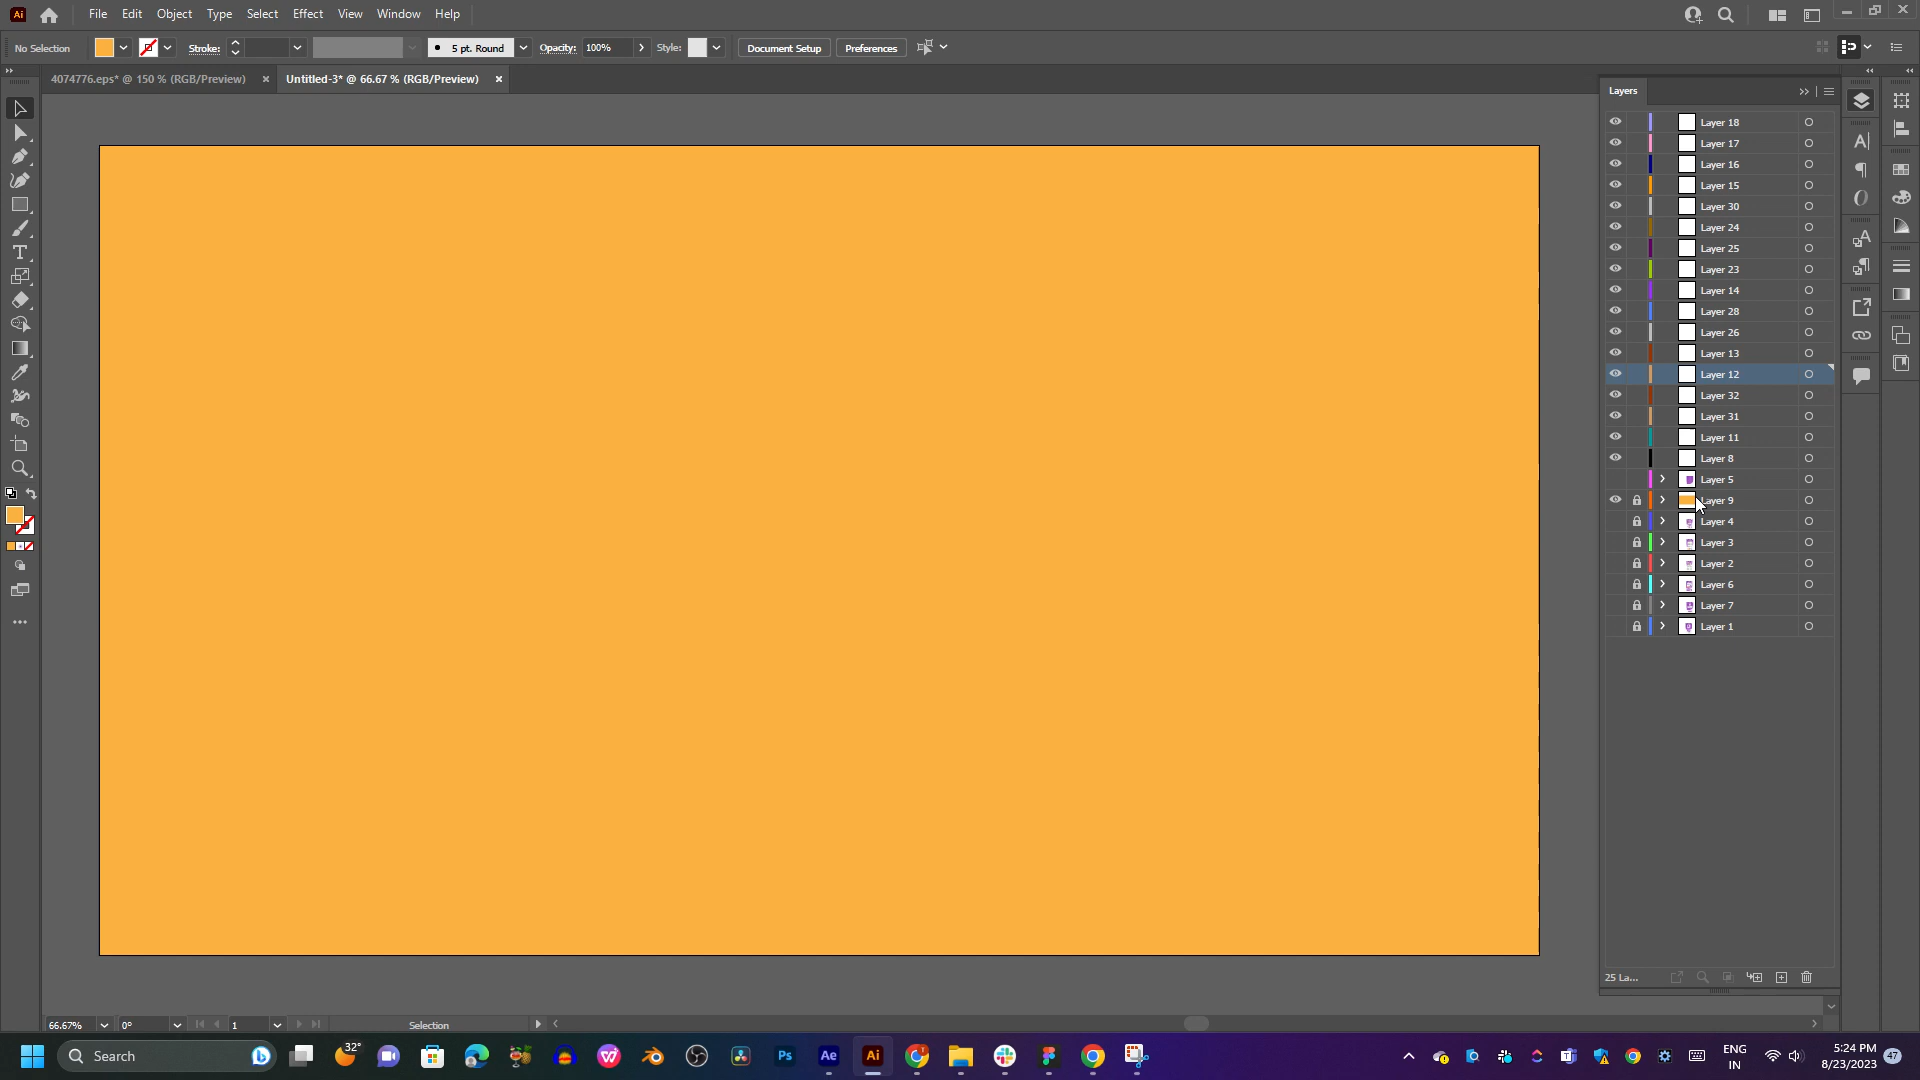 Ai File Edit Object Type Select Effect View Window Help
No Selection Stroke: 5 pt. Round Opacity: 100% Style: Document Setup Preferences
4074776.eps* @ 150 % (RGB/Preview) Untitled-3* @ 66.67 % (RGB/Preview)
Layers
Layer 18
Layer 17
Layer 16
Layer 15
Layer 30
Layer 24
Layer 25
Layer 23
Layer 14
Layer 28
Layer 26
Layer 13
Layer 12
Layer 32
Layer 31
Layer 11
Layer 8
Layer 5
Layer 9
Layer 4
Layer 3
Layer 2
Layer 6
Layer 7
Layer 1
25 La...
66.67% 0° 1 Selection
Search 32° Ps Ae Ai ENG IN 5:24 PM 8/23/2023 47